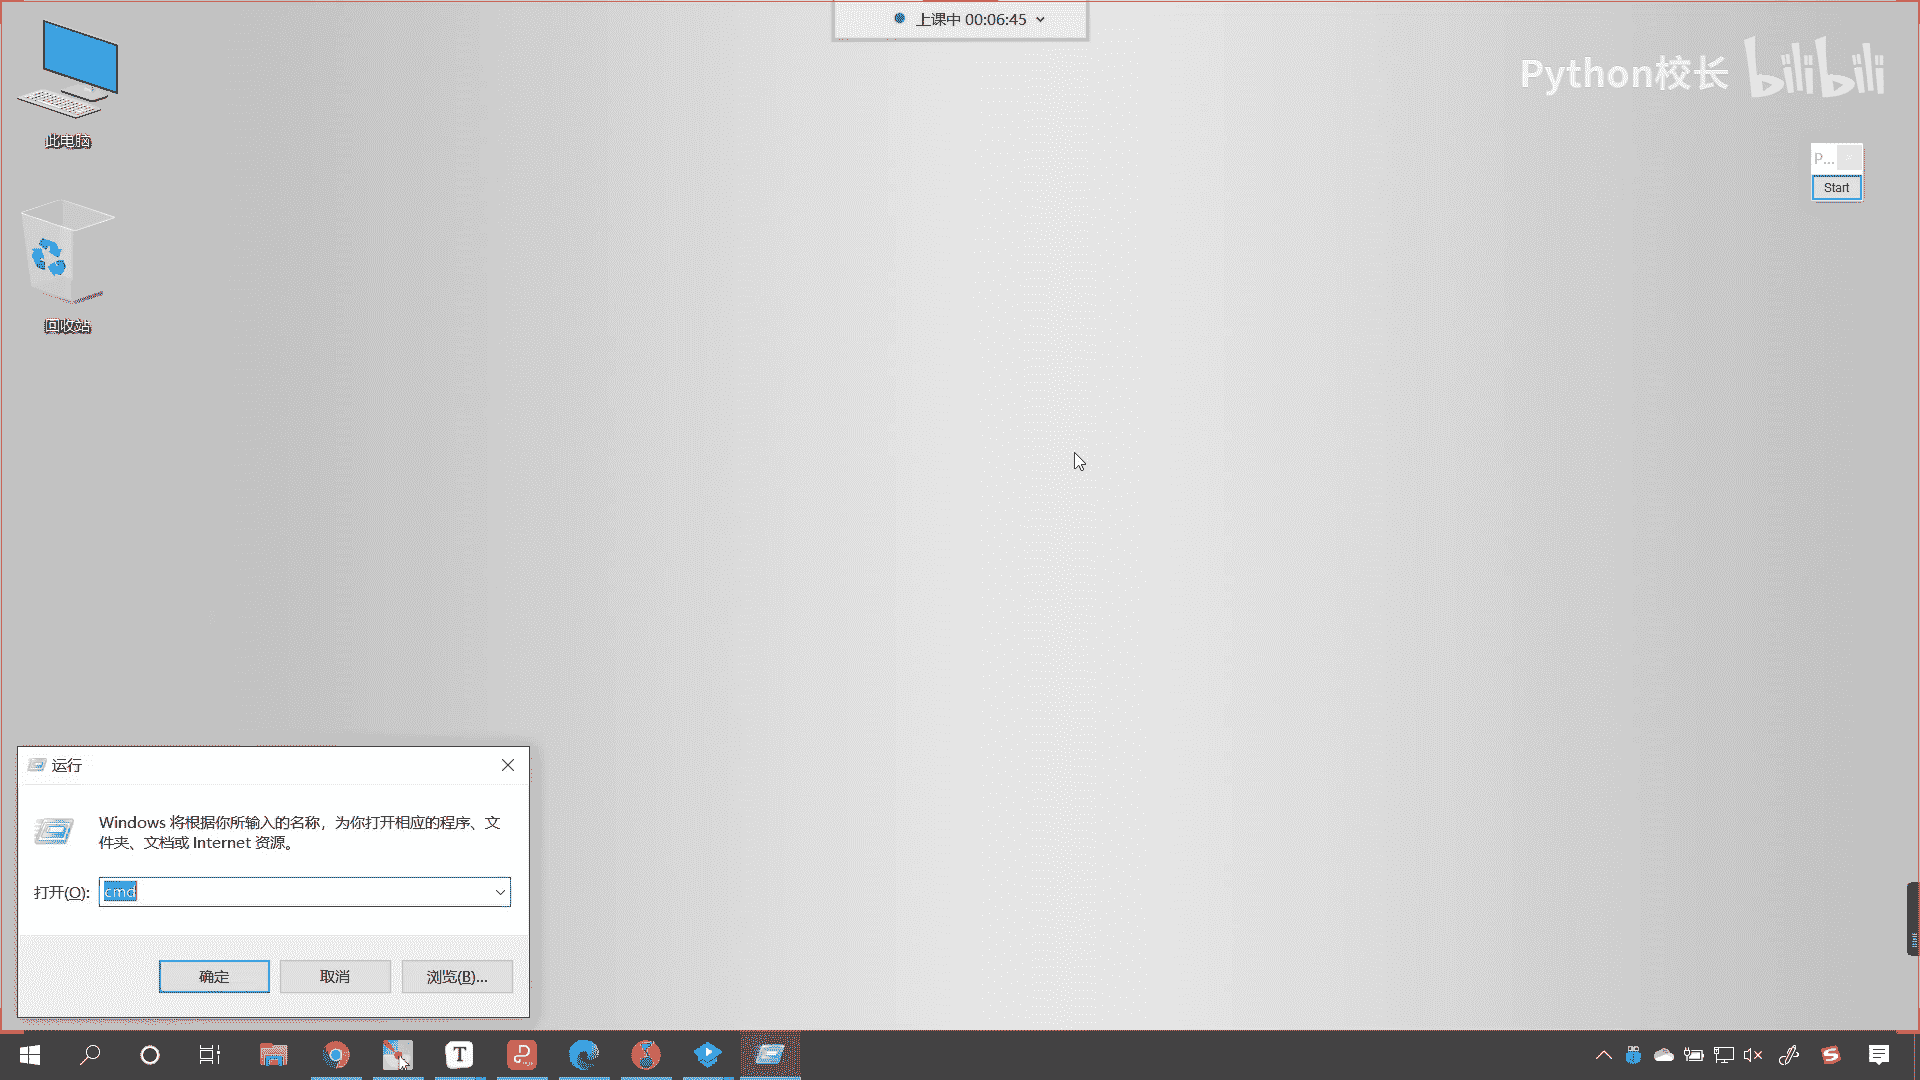 上课中 00:06:45
Python校长 bilibili
此电脑
P...
Start
回收站
运行
Windows 将根据你所输入的名称，为你打开相应的程序、文
件夹、文档或 Internet 资源。
打开(O): cmd
确定 取消 浏览(B)...